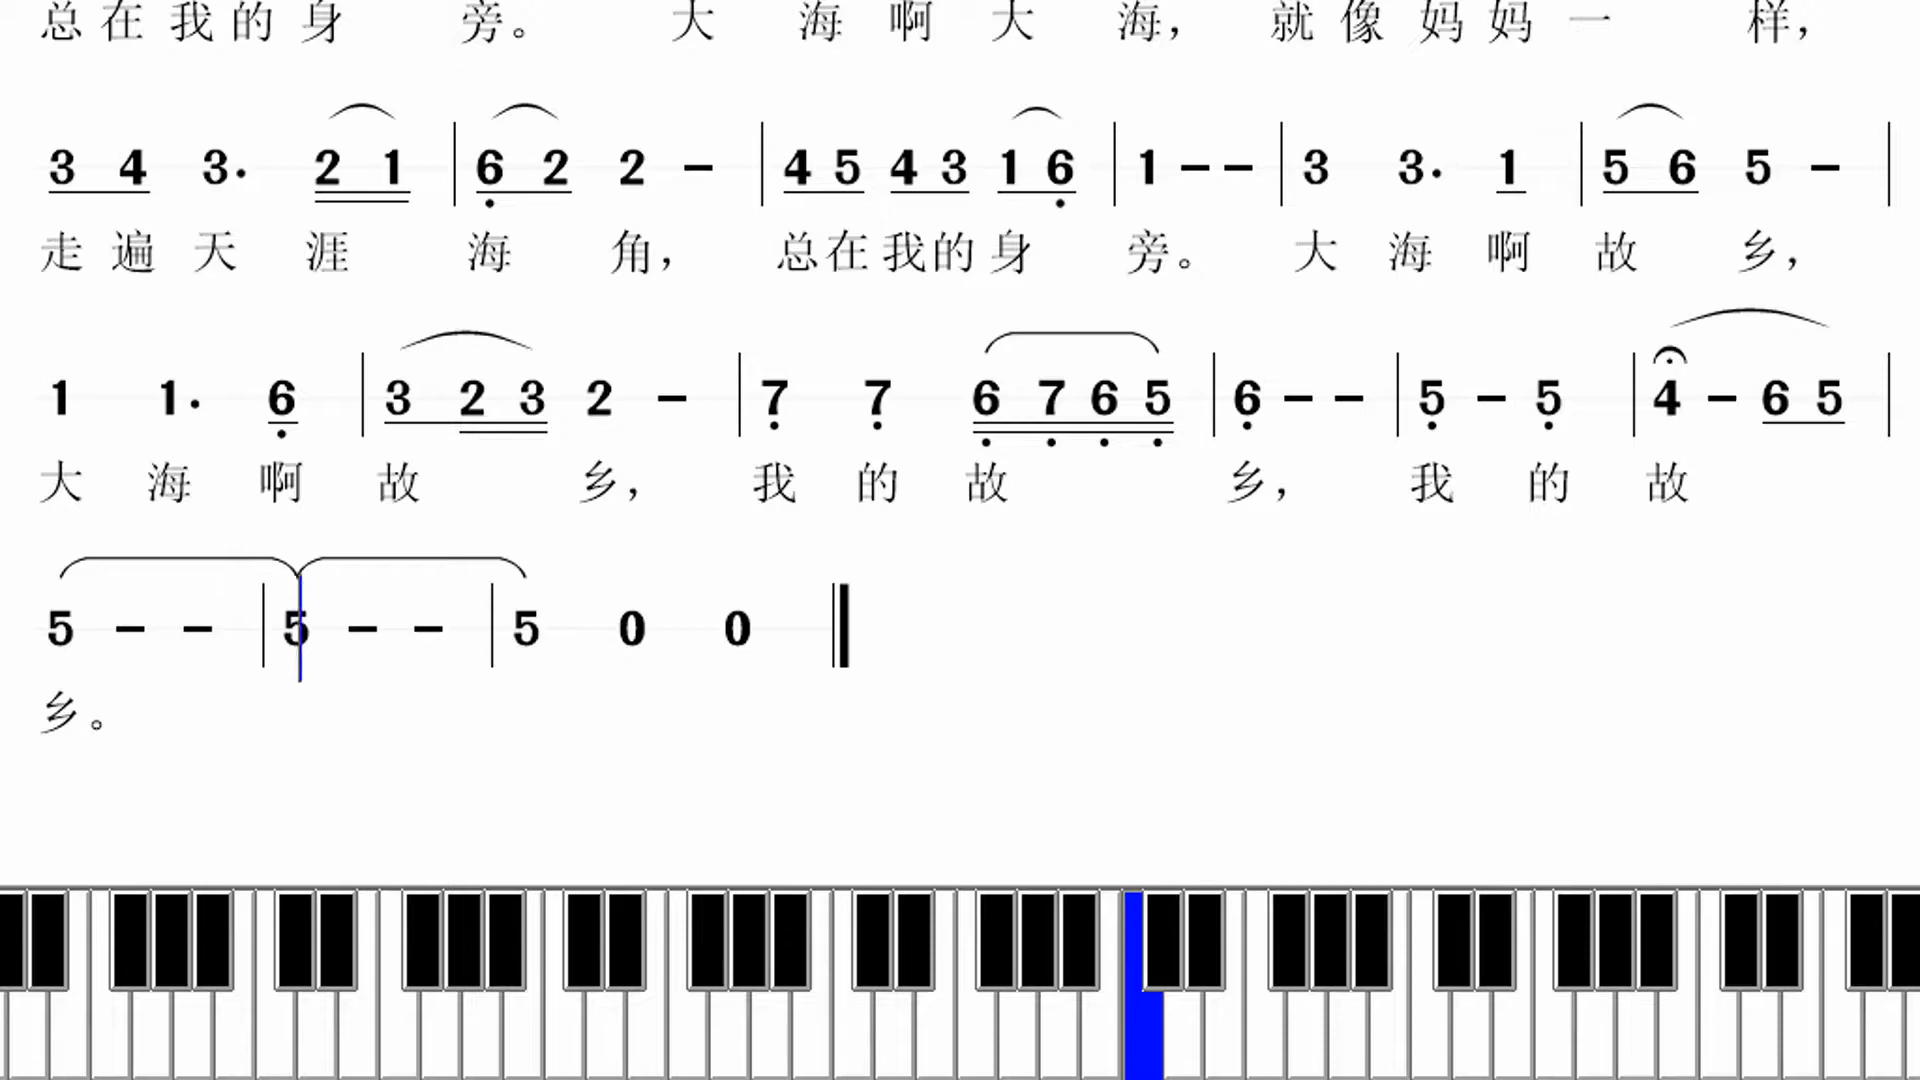 总在我的身 旁。 大 海 啊 大 海， 就像妈妈一 样，
3 4 3. 2 1 | 6 2 2 - | 4 5 4 3 1 6 | 1 - - | 3 3. 1 | 5 6 5 - |
走遍天 涯 海 角， 总在我的身 旁。 大 海 啊 故 乡，
1 1. 6 | 3 2 3 2 - | 7 7 6 7 6 5 | 6 - - | 5 - 5 | 4 - 6 5 |
大 海 啊 故 乡， 我 的 故 乡， 我 的 故
5 - - | 5 - - | 5 0 0 ‖
乡。